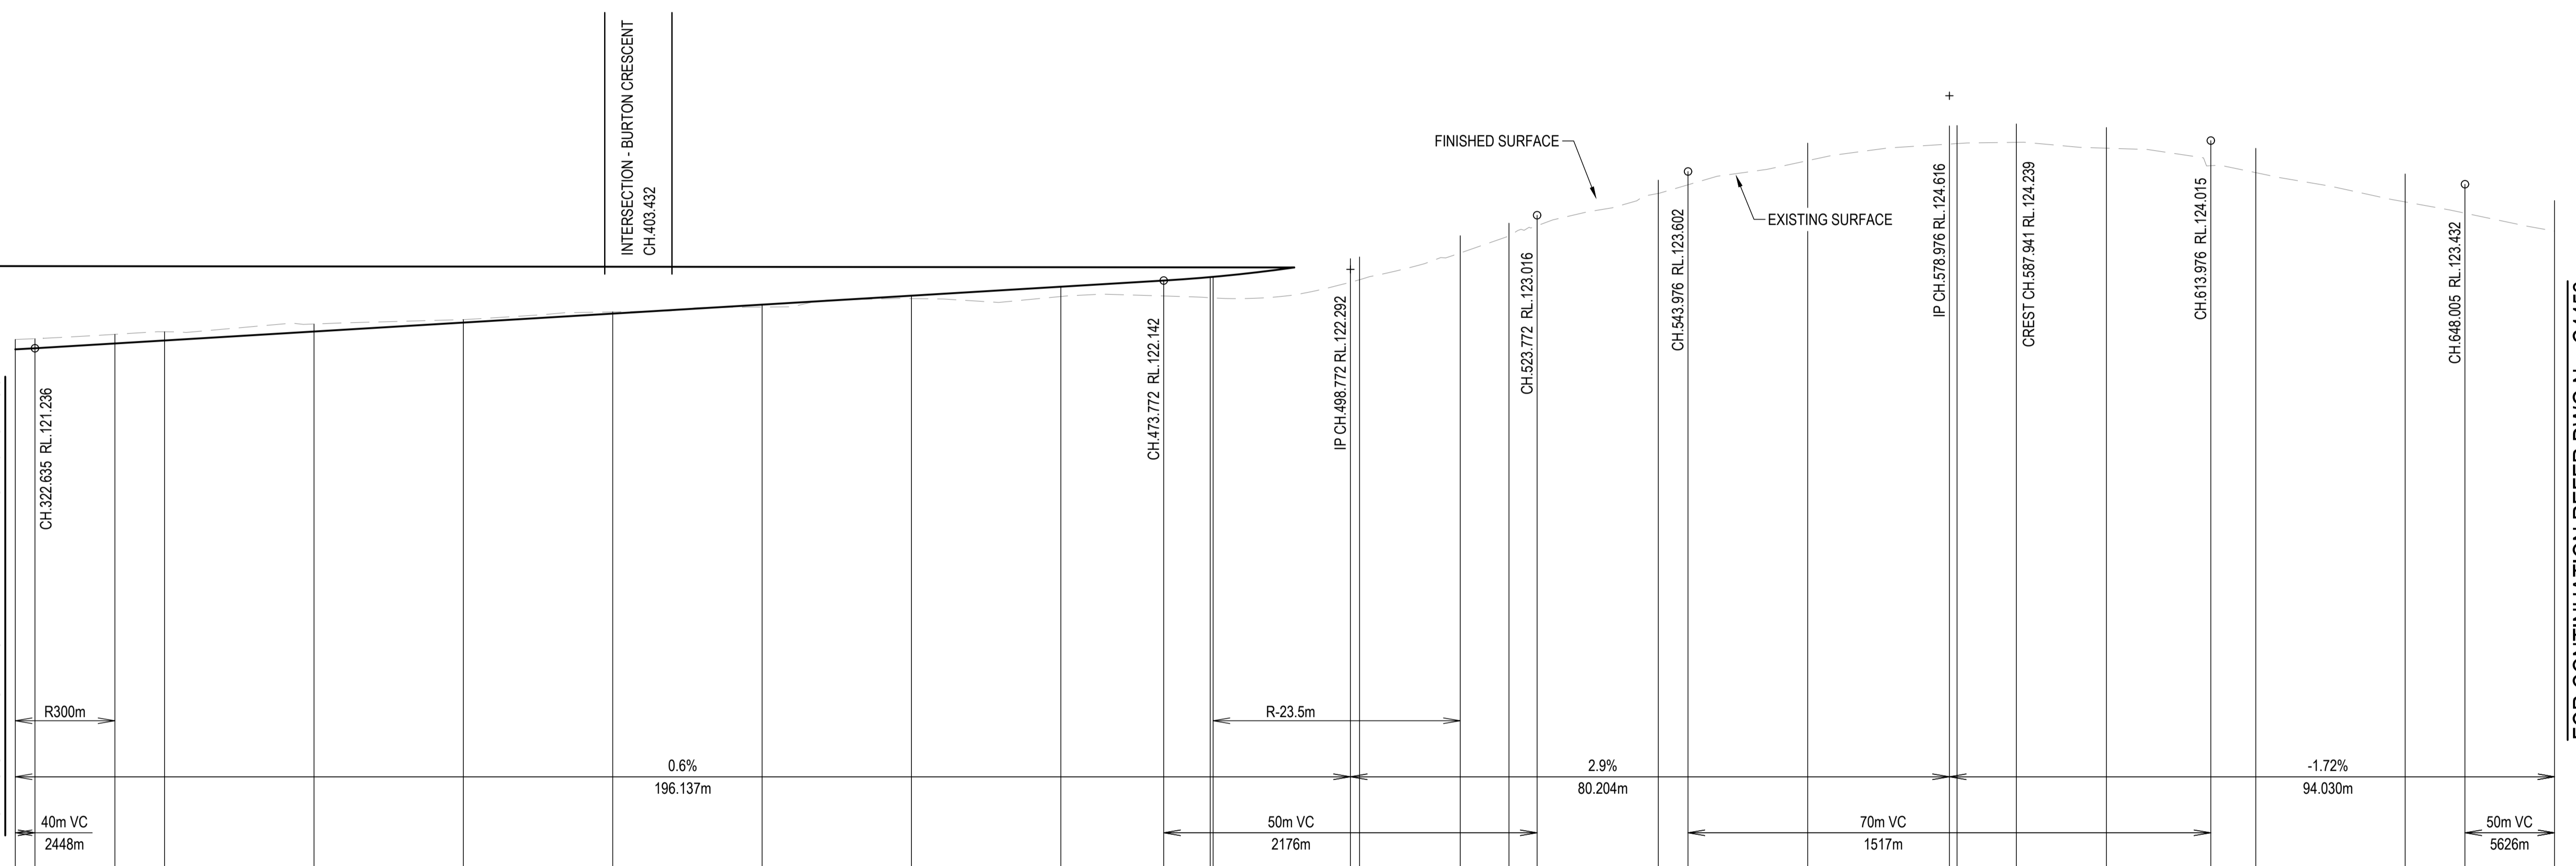 INTERSECTION - BURTON CRESCENT
CH.403.432
FINISHED SURFACE
EXISTING SURFACE
CH.322.635 RL.121.236
CH.473.772 RL.122.142
IP CH.498.772 RL.122.292
CH.523.772 RL.123.016
CH.543.976 RL.123.602
IP CH.578.976 RL.124.616
CREST CH.587.941 RL.124.239
CH.613.976 RL.124.015
CH.648.005 RL.123.432
R300m
R-23.5m
0.6%
196.137m
2.9%
80.204m
-1.72%
94.030m
40m VC
2448m
50m VC
2176m
70m VC
1517m
50m VC
5626m